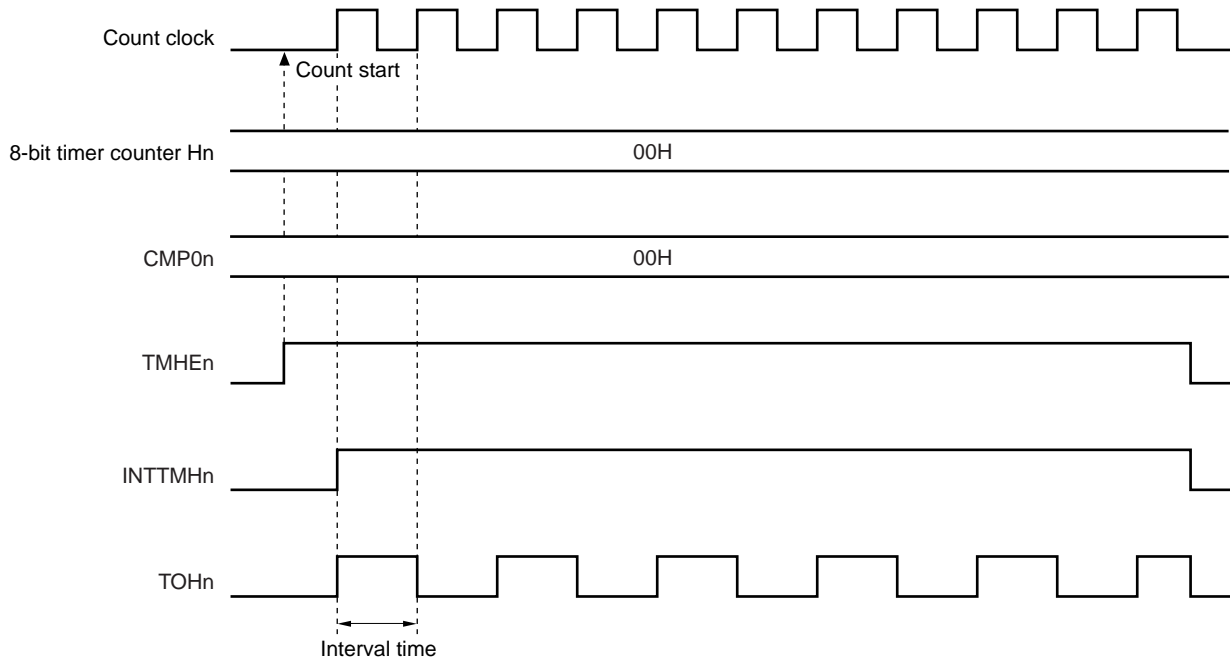 Count clock
Count start
8-bit timer counter Hn
00H
CMP0n
00H
TMHEn
INTTMHn
TOHn
Interval time